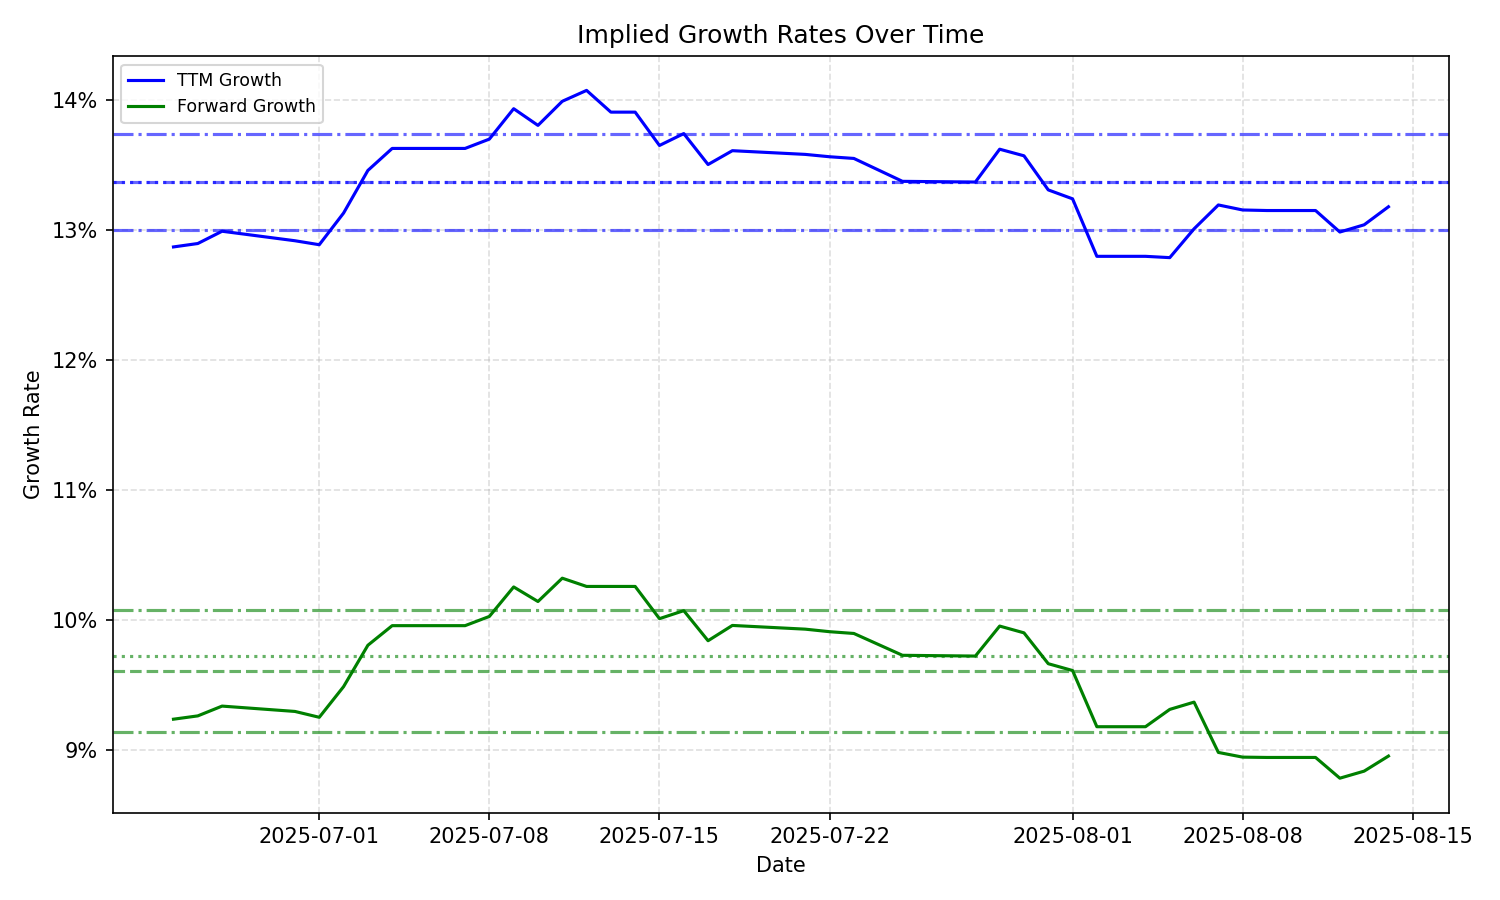 Implied Growth Rates Over Time
TTM Growth
Forward Growth
14%
13%
12%
11%
10%
9%
Growth Rate
2025-07-01
2025-07-08
2025-07-15
2025-07-22
2025-08-01
2025-08-08
2025-08-15
Date